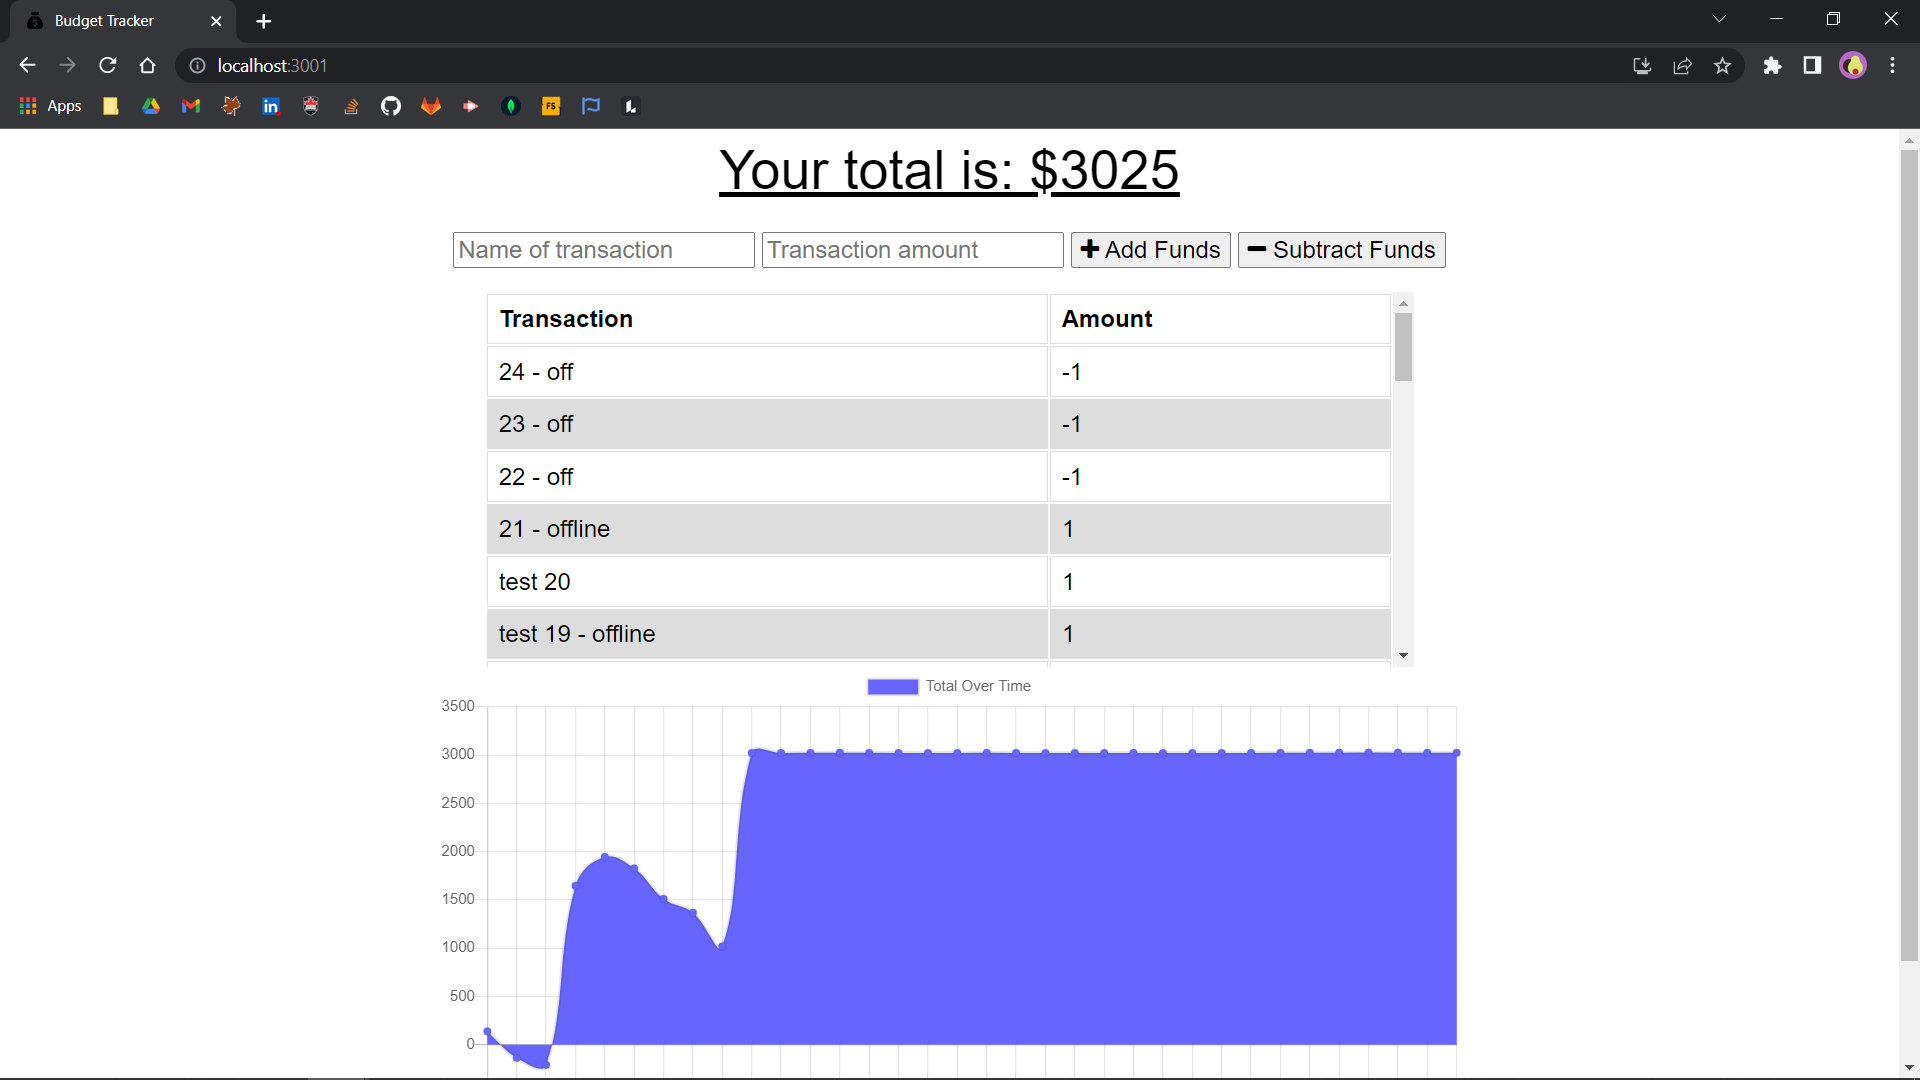 Budget Tracker
localhost:3001
Apps
in
FS
Your total is: $3025
Name of transaction Transaction amount Add Funds Subtract Funds
Transaction Amount
24 - off -1
23 - off -1
22 - off -1
21 - offline 1
test 20 1
test 19 - offline 1
Total Over Time
3500
3000
2500
2000
1500
1000
500
0